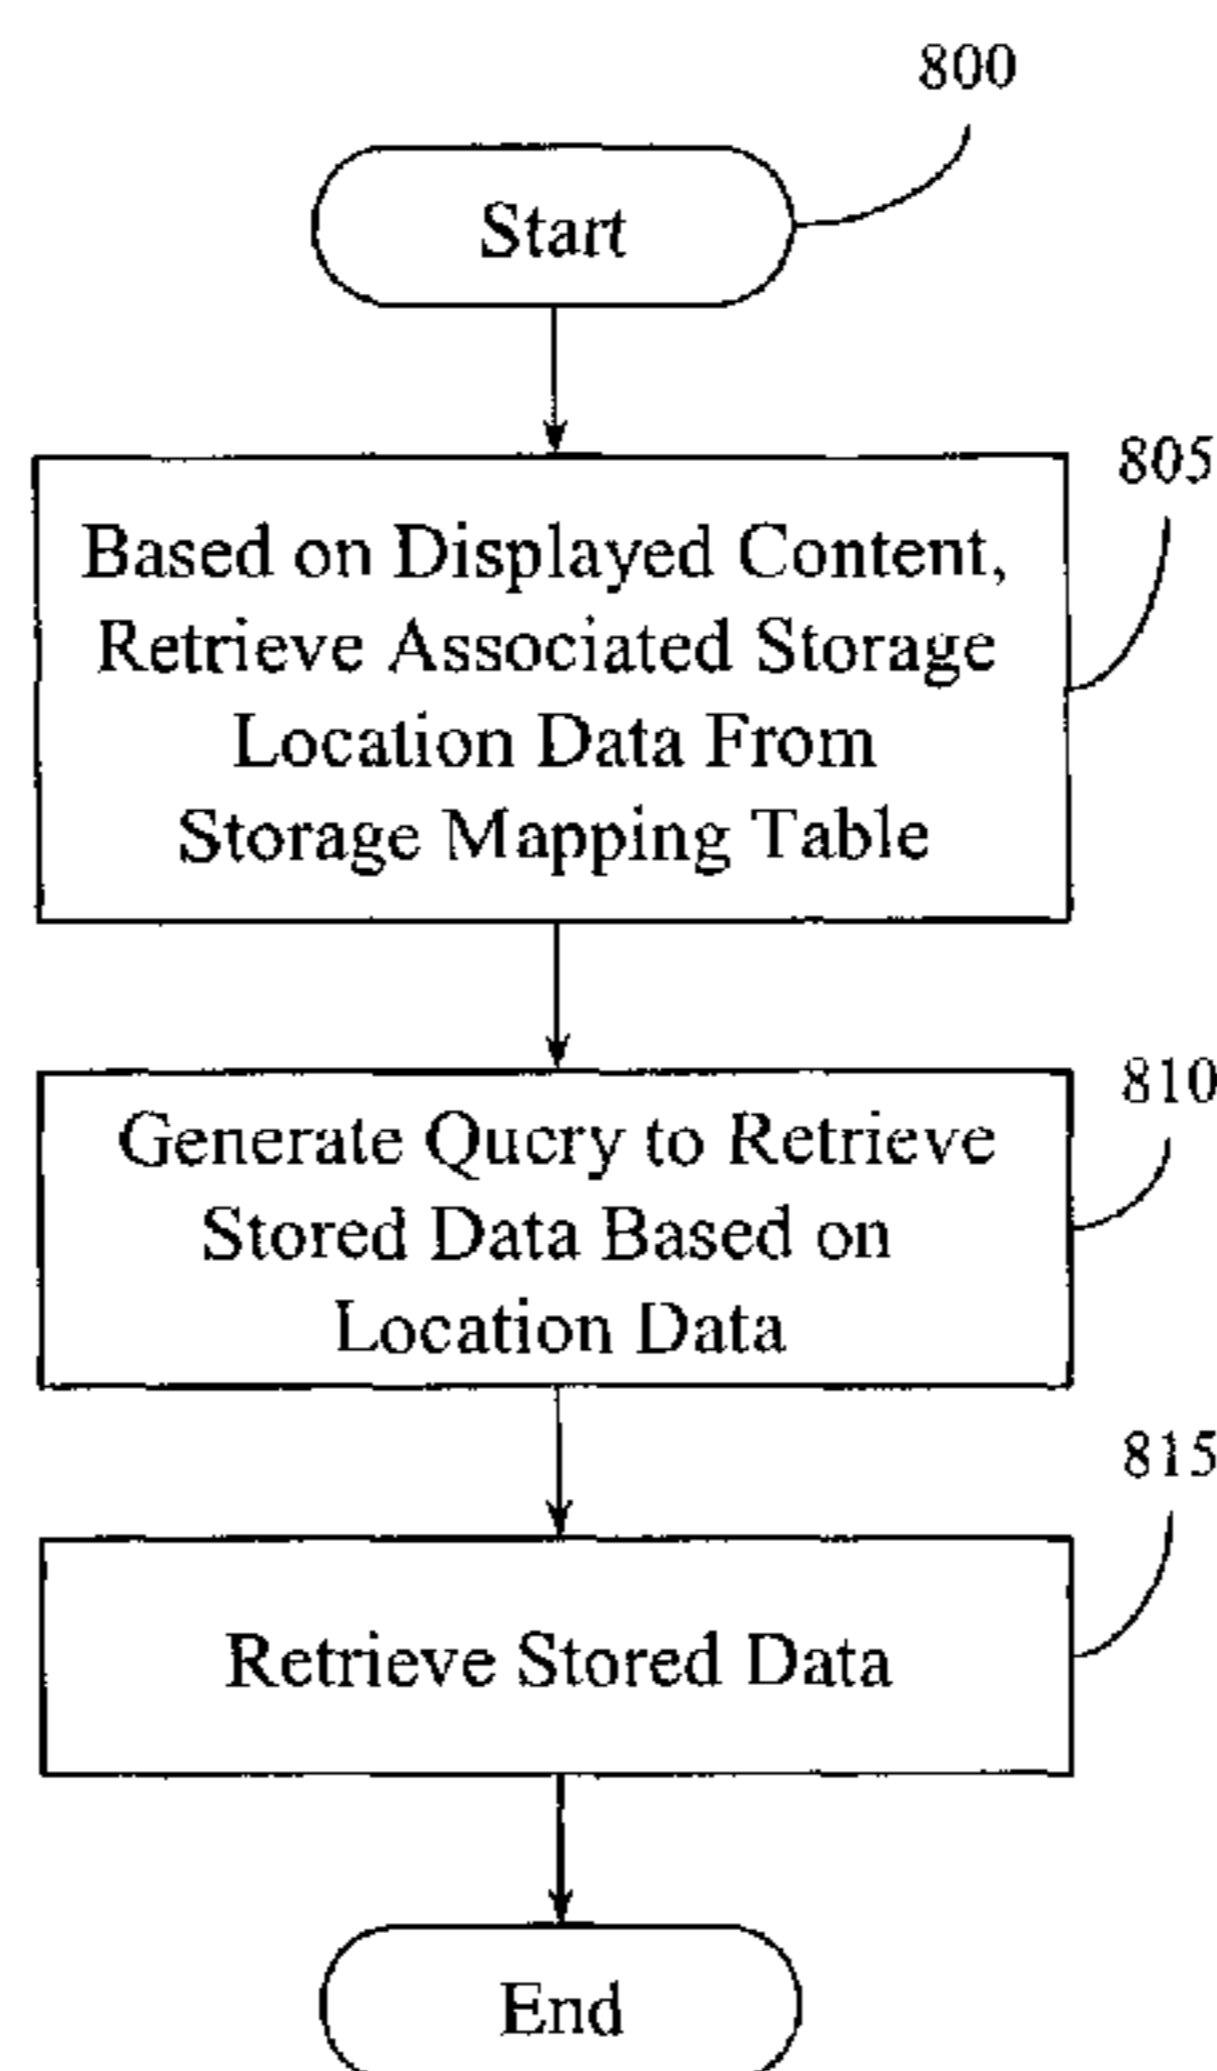 800
Start
805
Based on Displayed Content,
Retrieve Associated Storage
Location Data From
Storage Mapping Table
810
Generate Query to Retrieve
Stored Data Based on
Location Data
815
Retrieve Stored Data
End